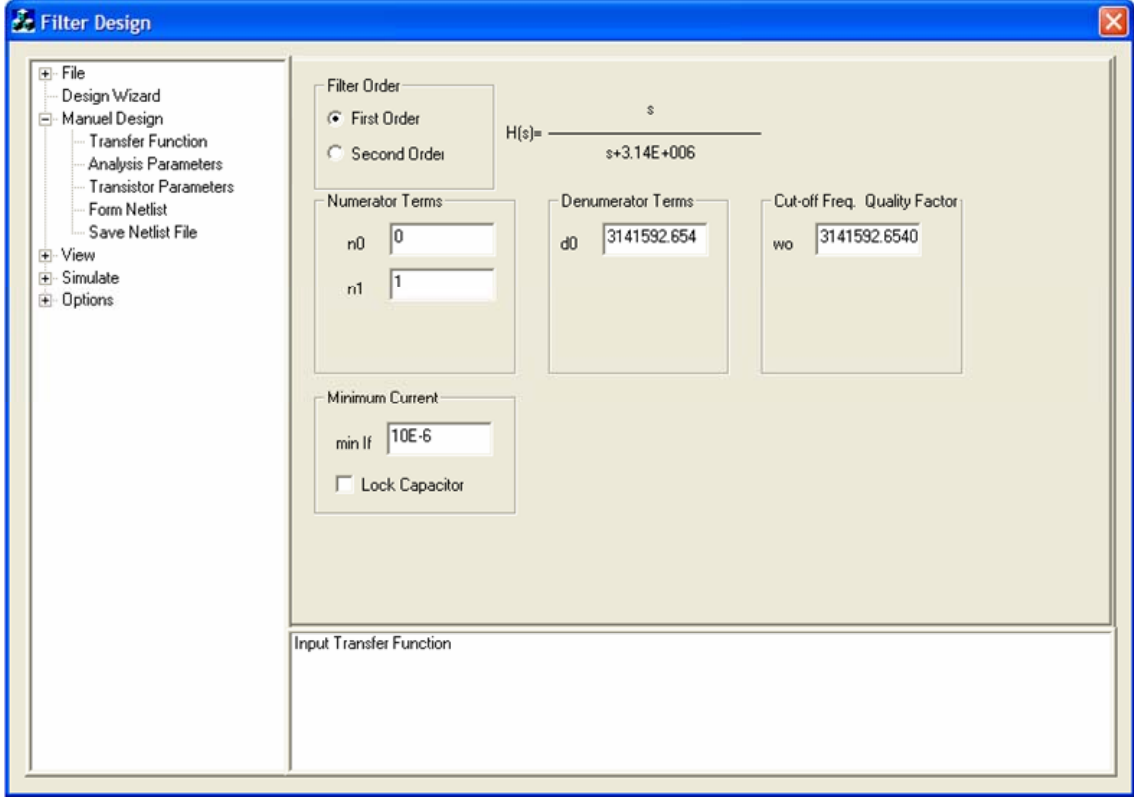 Filter Design
File
Design Wizard
Manuel Design
Transfer Function
Analysis Parameters
Transistor Parameters
Form Netlist
Save Netlist File
View
Simulate
Options
Filter Order
First Order
Second Order
H(s)=
s
s+3.14E+006
Numerator Terms
n0 0
n1 1
Denumerator Terms
d0 3141592.654
Cut-off Freq. Quality Factor
wo 3141592.6540
Minimum Current
min If 10E-6
Lock Capacitor
Input Transfer Function